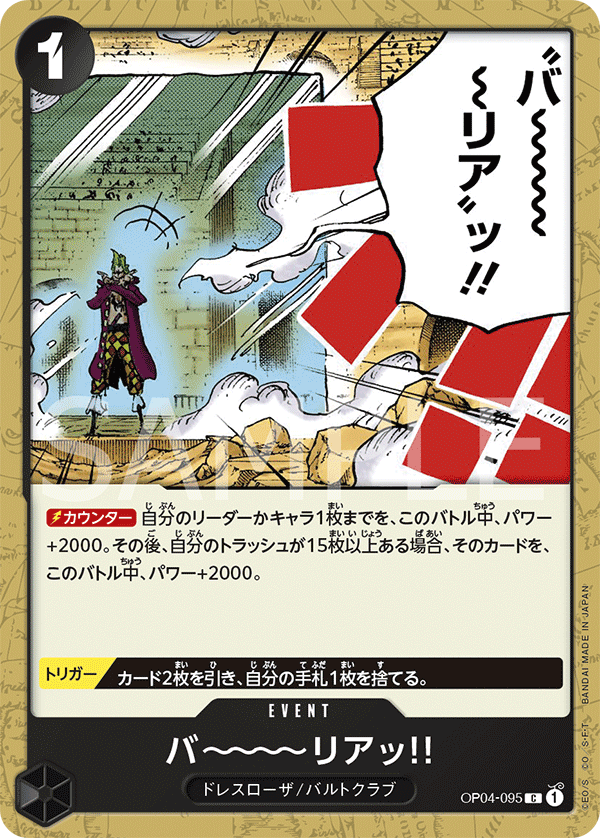 1
〝バ〜〜〜〜
〜リア〟ッ!!
SAMPLE
カウンター 自分のリーダーかキャラ1枚までを、このバトル中、パワー
+2000。その後、自分のトラッシュが15枚以上ある場合、そのカードを、
このバトル中、パワー+2000。
トリガー カード2枚を引き、自分の手札1枚を捨てる。
EVENT
バ〜〜〜〜リアッ!!
ドレスローザ/バルトクラブ
OP04-095 C 1
©E.O/S. ©O. S・F・T BANDAI MADE IN JAPAN